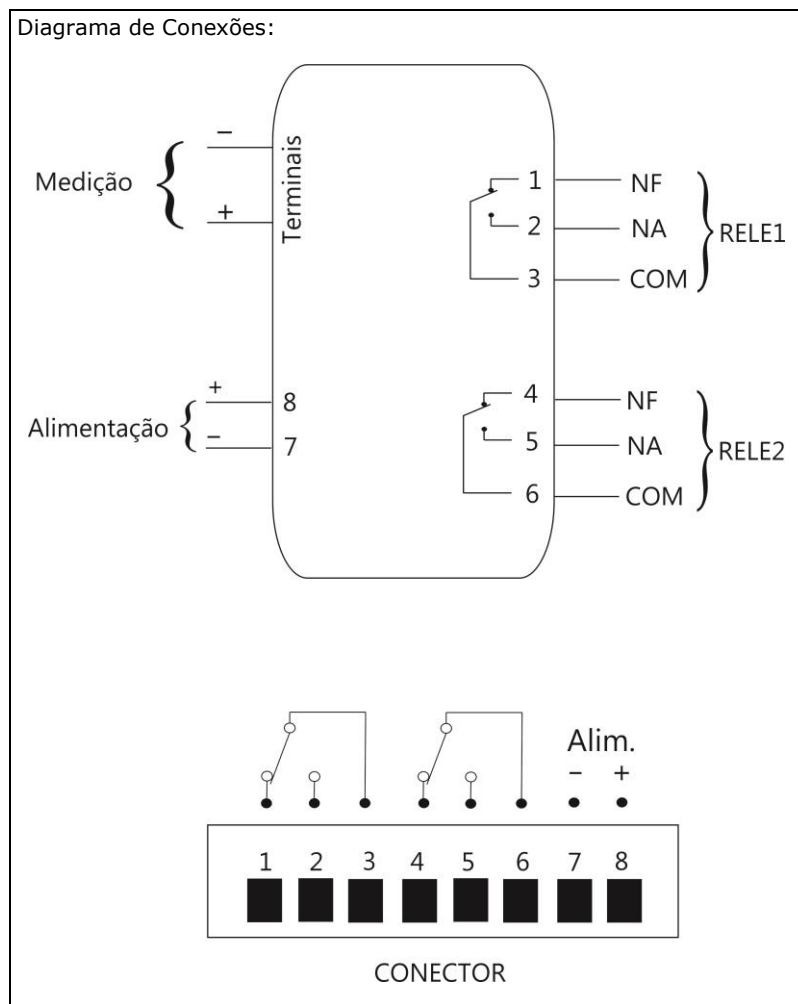 Diagrama de Conexões:
Medição
−
+
Terminais
1 NF
2 NA
3 COM
RELE1
Alimentação
+ 8
− 7
4 NF
5 NA
6 COM
RELE2
Alim.
− +
1 2 3 4 5 6 7 8
CONECTOR